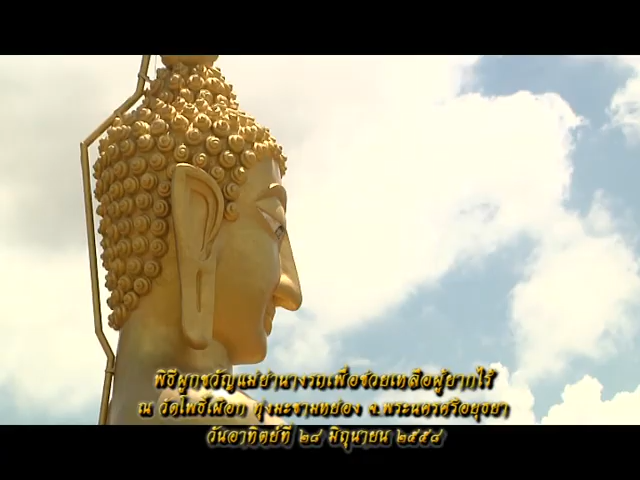 พิธีผูกขวัญแม่ย่านางรถเพื่อช่วยเหลือผู้ยากไร้
ณ วัดโพธิ์เผือก ทุ่งมะขามหย่อง จ.พระนครศรีอยุธยา
วันอาทิตย์ที่ ๒๘ มิถุนายน ๒๕๕๘